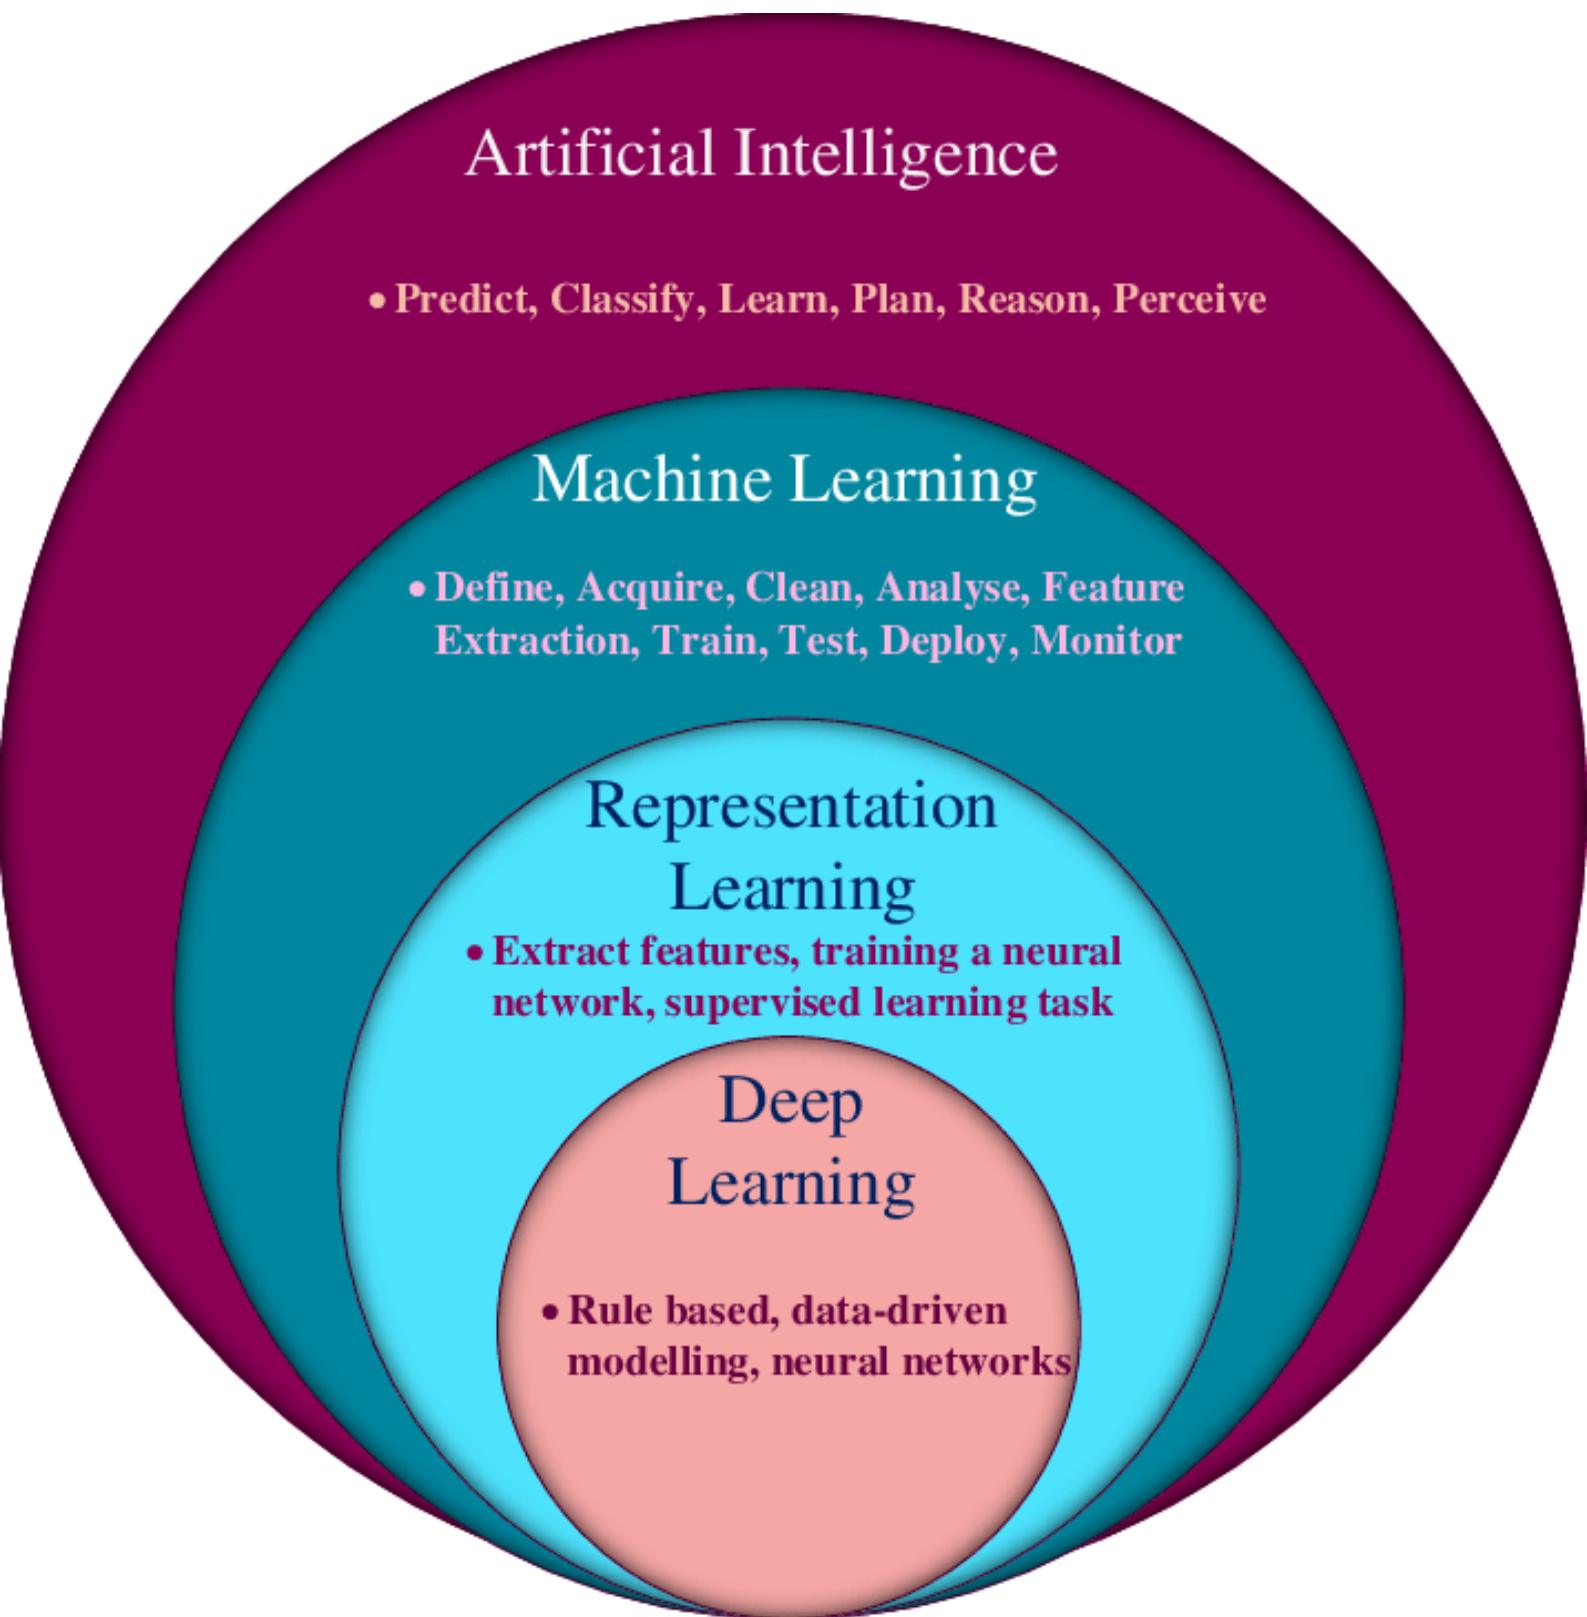 Artificial Intelligence
• Predict, Classify, Learn, Plan, Reason, Perceive
Machine Learning
• Define, Acquire, Clean, Analyse, Feature
Extraction, Train, Test, Deploy, Monitor
Representation
Learning
• Extract features, training a neural
network, supervised learning task
Deep
Learning
• Rule based, data-driven
modelling, neural networks